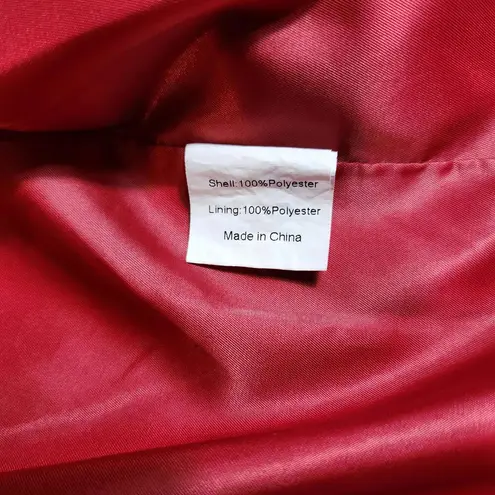 Shell:100%Polyester
Lining:100%Polyester
Made in China